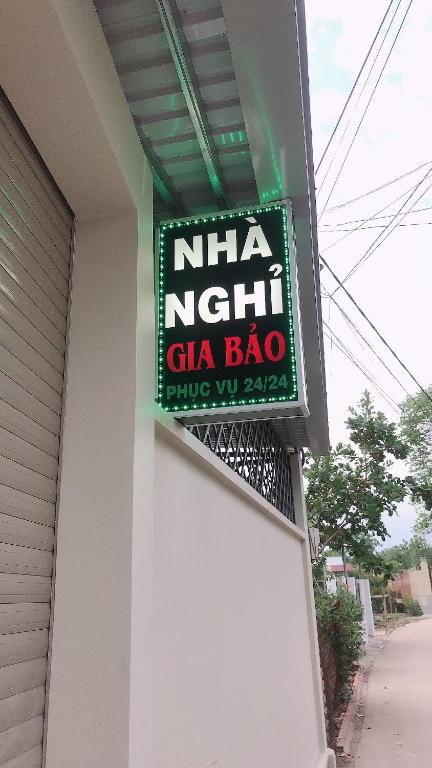 NHÀ
NGHỈ
GIA BẢO
PHỤC VỤ 24/24